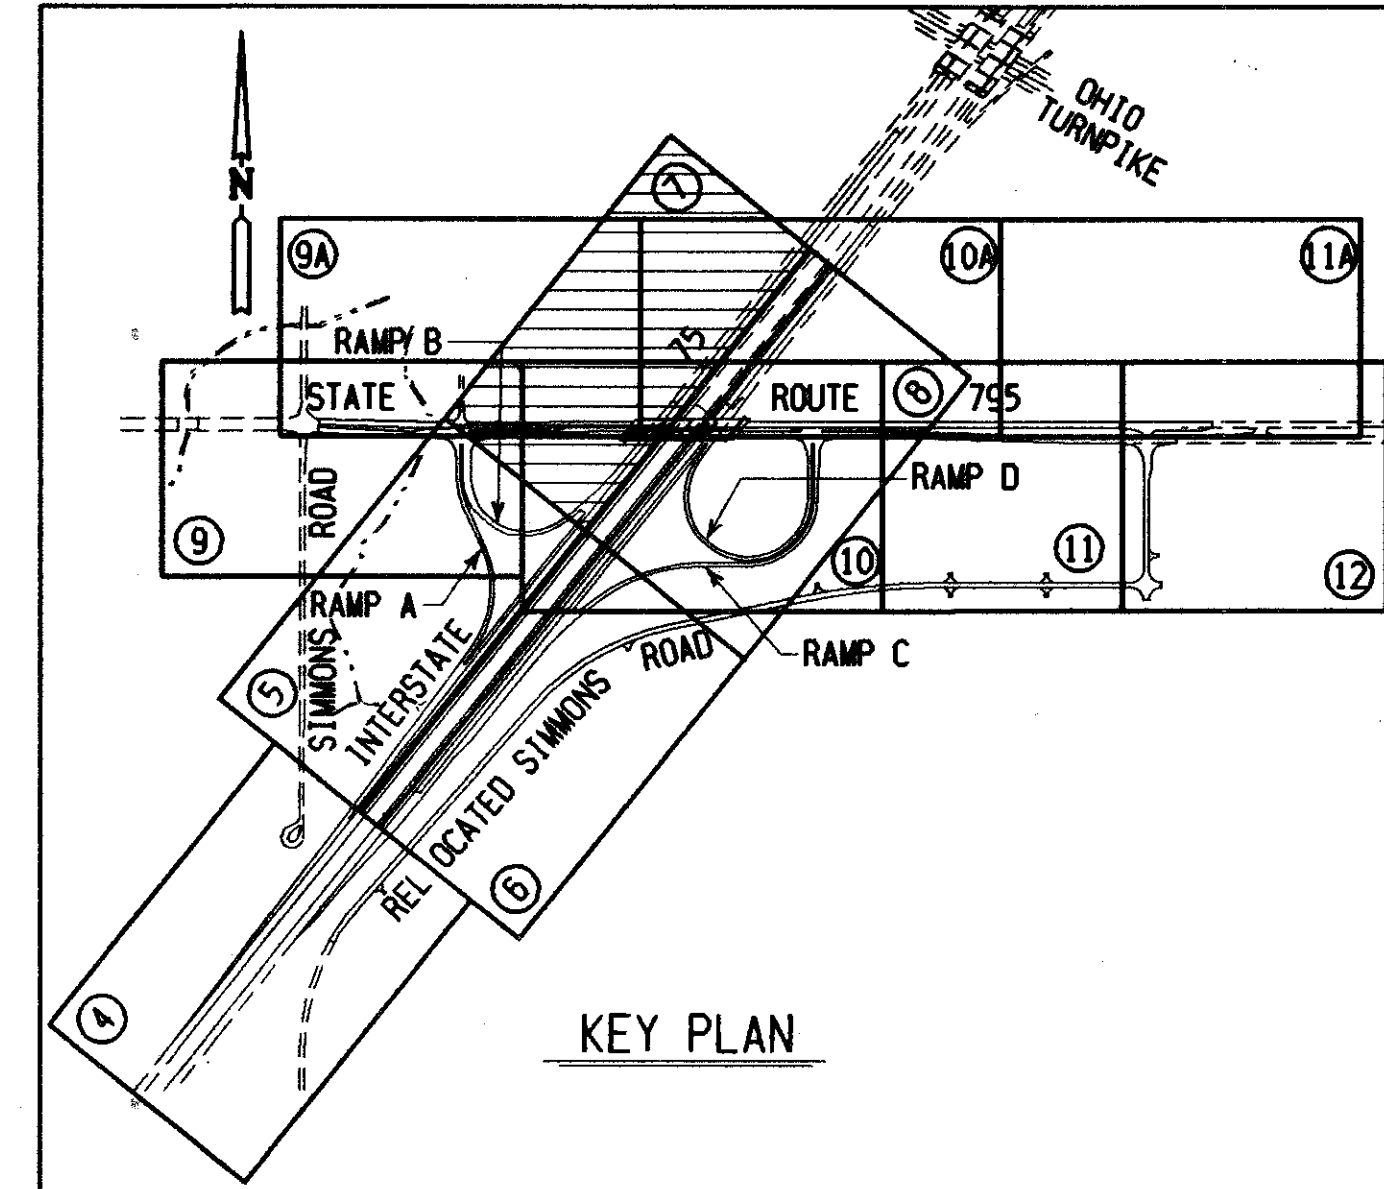 OHIO
TURNPIKE
N
7
9A
10A
11A
RAMP B
75
STATE
ROUTE
8
795
ROAD
RAMP D
9
10
11
12
RAMP A
SIMMONS
INTERSTATE
ROAD
RAMP C
5
RELOCATED SIMMONS
6
4
KEY PLAN